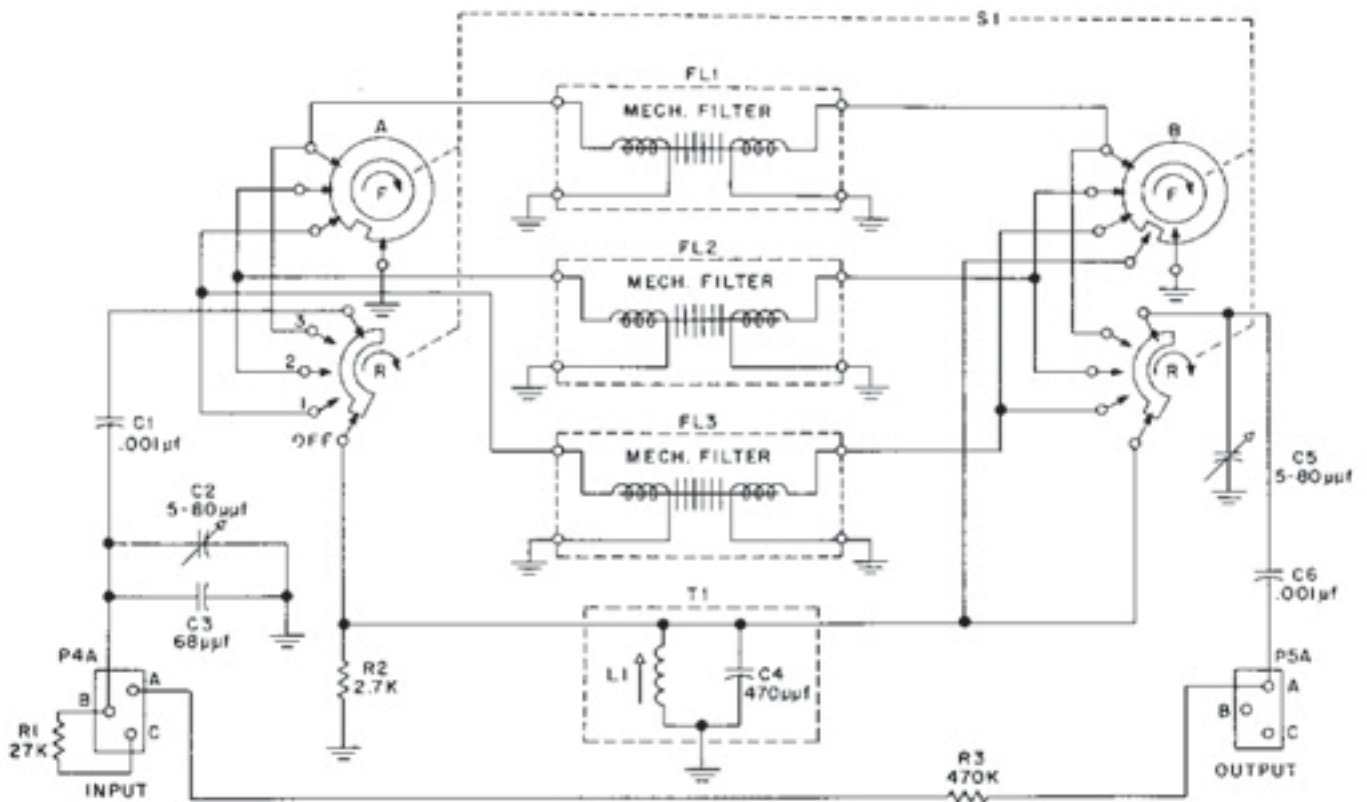 S1
FL1
MECH. FILTER
A
F
B
F
FL2
MECH. FILTER
3
2
1
OFF
R
R
FL3
MECH. FILTER
C1
.001µf
C2
5-80µµf
C3
68µµf
C5
5-80µµf
C6
.001µf
T1
L1
C4
470µµf
R2
2.7K
P4A
A
B
C
R1
27K
INPUT
P5A
A
B
C
OUTPUT
R3
470K